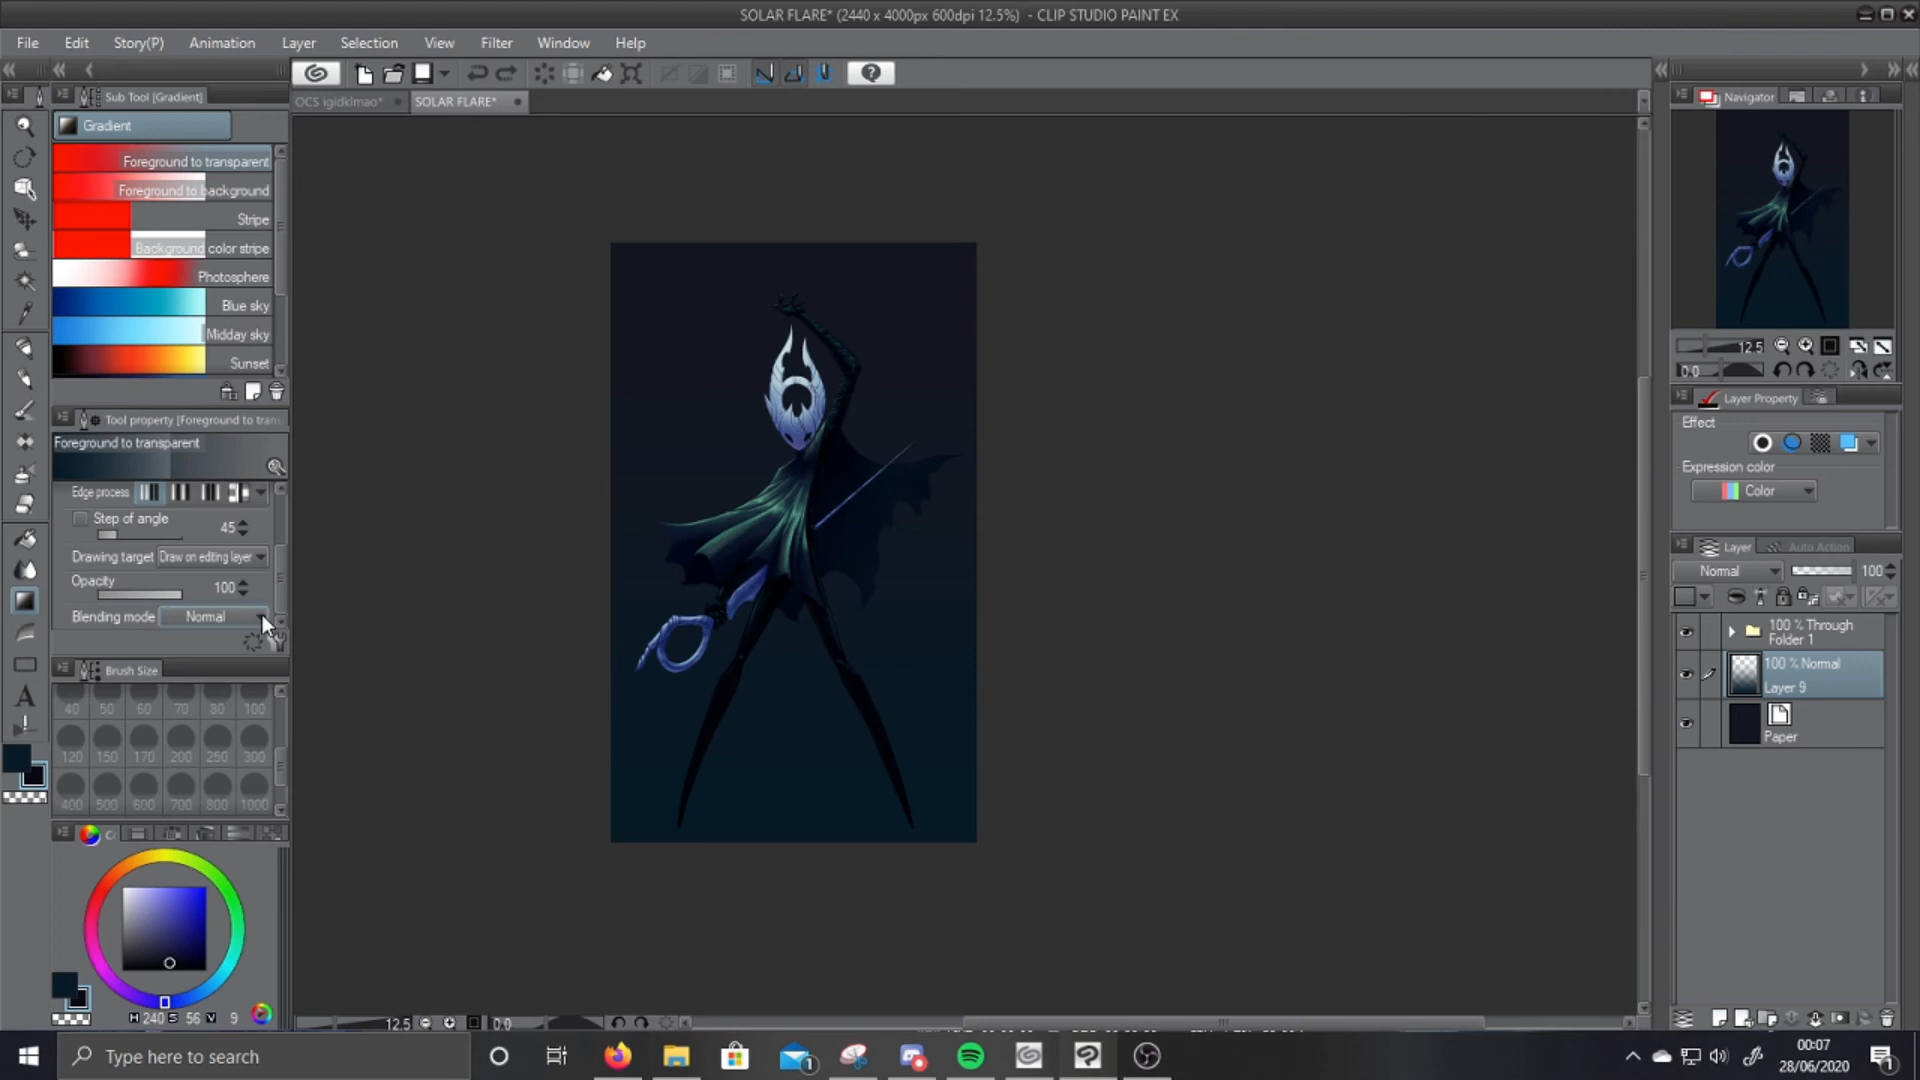 SOLAR FLARE* (2440 x 4000px 600dpi 12.5%) - CLIP STUDIO PAINT EX
File Edit Story(P) Animation Layer Selection View Filter Window Help
OCS igidklmao* SOLAR FLARE*
Sub Tool [Gradient]
Gradient
Foreground to transparent
Foreground to background
Stripe
Background color stripe
Photosphere
Blue sky
Midday sky
Sunset
Tool property [Foreground to tran
Foreground to transparent
Edge process
Step of angle 45
Drawing target Draw on editing layer
Opacity 100
Blending mode Normal
Brush Size
40 50 60 70 80 100
120 150 170 200 250 300
400 500 600 700 800 1000
H 240 S 56 V 9
12.5 0.0
Navigator
12.5
0.0
Layer Property
Effect
Expression color
Color
Layer Auto Action
Normal 100
100 % Through
Folder 1
100 % Normal
Layer 9
Paper
Type here to search
1
00:07
28/06/2020
1